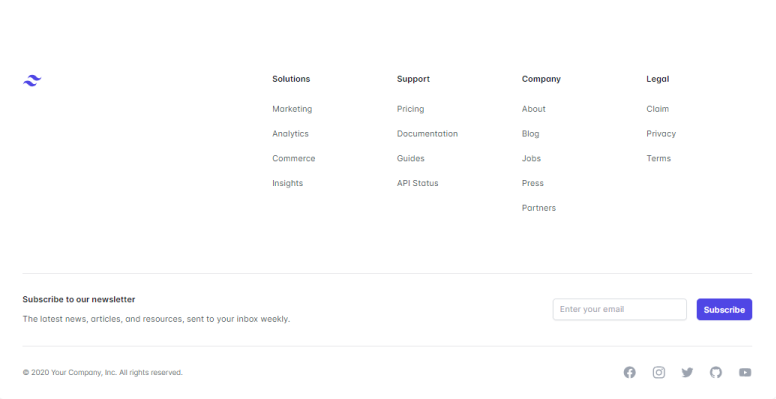 Solutions
Marketing
Analytics
Commerce
Insights
Support
Pricing
Documentation
Guides
API Status
Company
About
Blog
Jobs
Press
Partners
Legal
Claim
Privacy
Terms
Subscribe to our newsletter
The latest news, articles, and resources, sent to your inbox weekly.
Enter your email
Subscribe
© 2020 Your Company, Inc. All rights reserved.